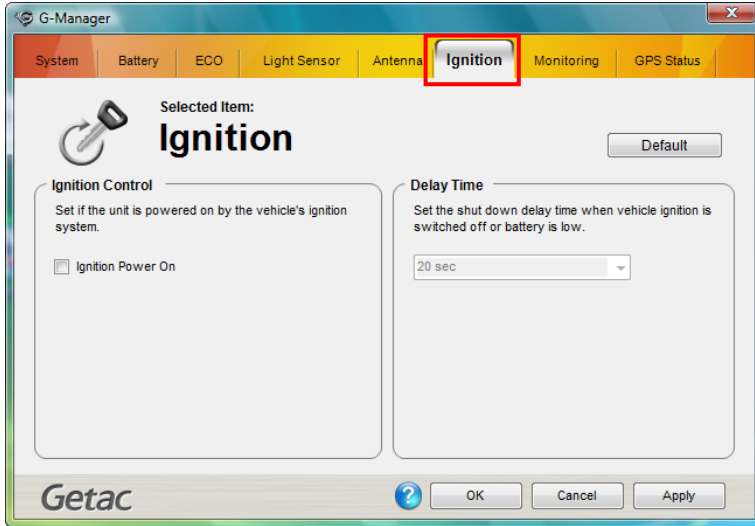 G-Manager
System Battery ECO Light Sensor Antenna Ignition Monitoring GPS Status
Selected Item:
Ignition
Default
Ignition Control
Set if the unit is powered on by the vehicle's ignition
system.
Ignition Power On
Delay Time
Set the shut down delay time when vehicle ignition is
switched off or battery is low.
20 sec
Getac
? OK Cancel Apply